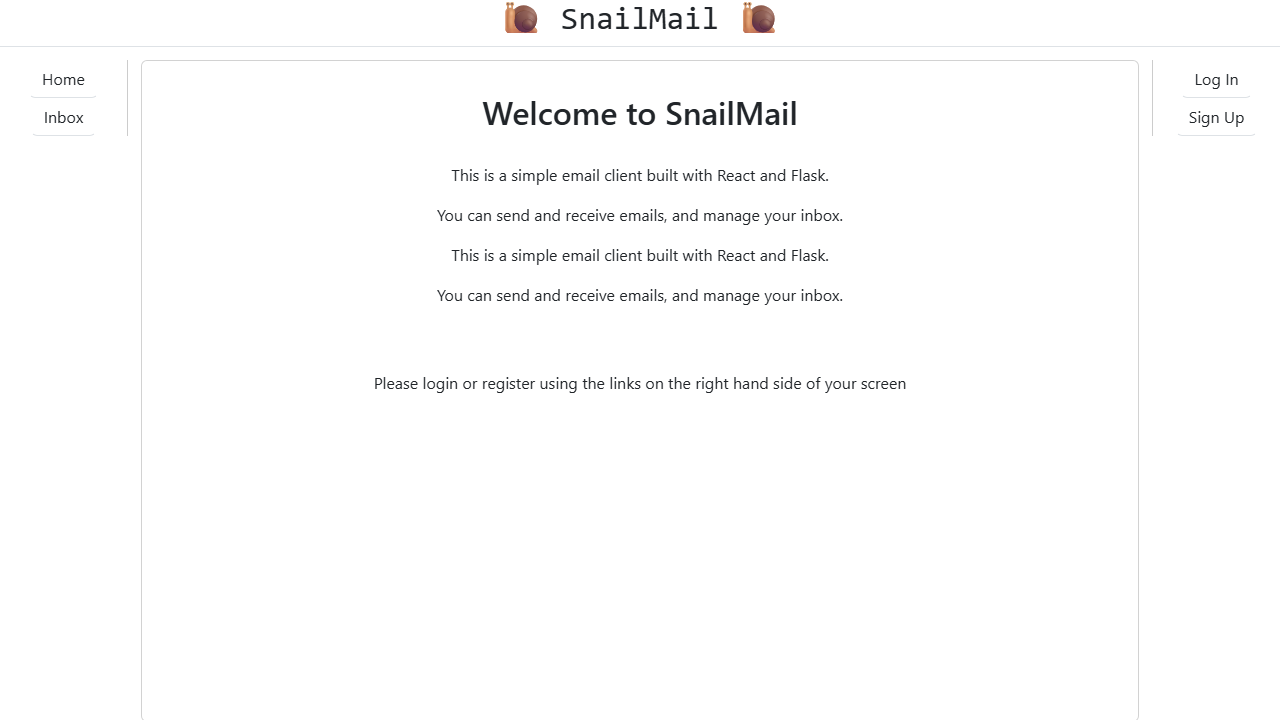 SnailMail
Home
Inbox
Welcome to SnailMail
This is a simple email client built with React and Flask.
You can send and receive emails, and manage your inbox.
This is a simple email client built with React and Flask.
You can send and receive emails, and manage your inbox.
Please login or register using the links on the right hand side of your screen
Log In
Sign Up